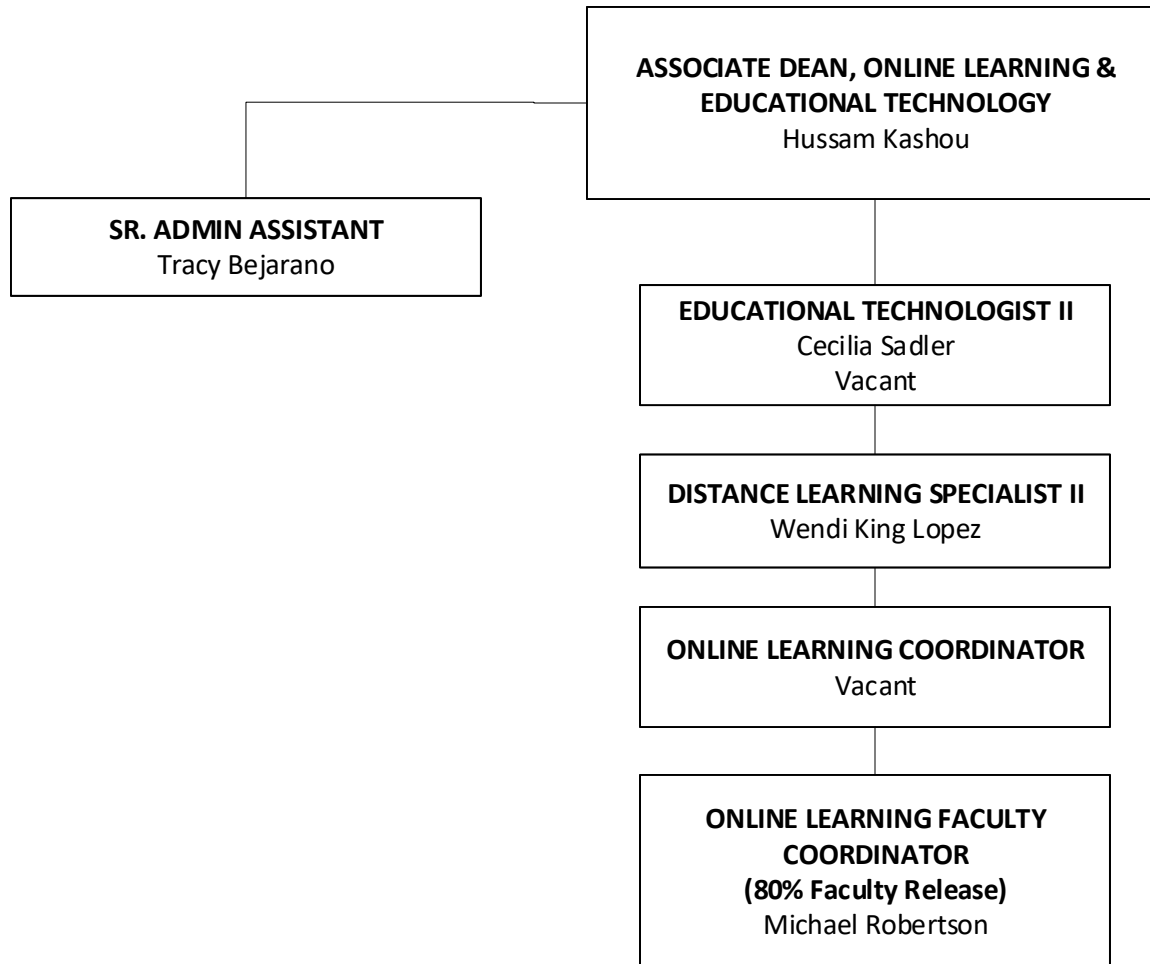 ASSOCIATE DEAN, ONLINE LEARNING &
EDUCATIONAL TECHNOLOGY
Hussam Kashou
SR. ADMIN ASSISTANT
Tracy Bejarano
EDUCATIONAL TECHNOLOGIST II
Cecilia Sadler
Vacant
DISTANCE LEARNING SPECIALIST II
Wendi King Lopez
ONLINE LEARNING COORDINATOR
Vacant
ONLINE LEARNING FACULTY
COORDINATOR
(80% Faculty Release)
Michael Robertson